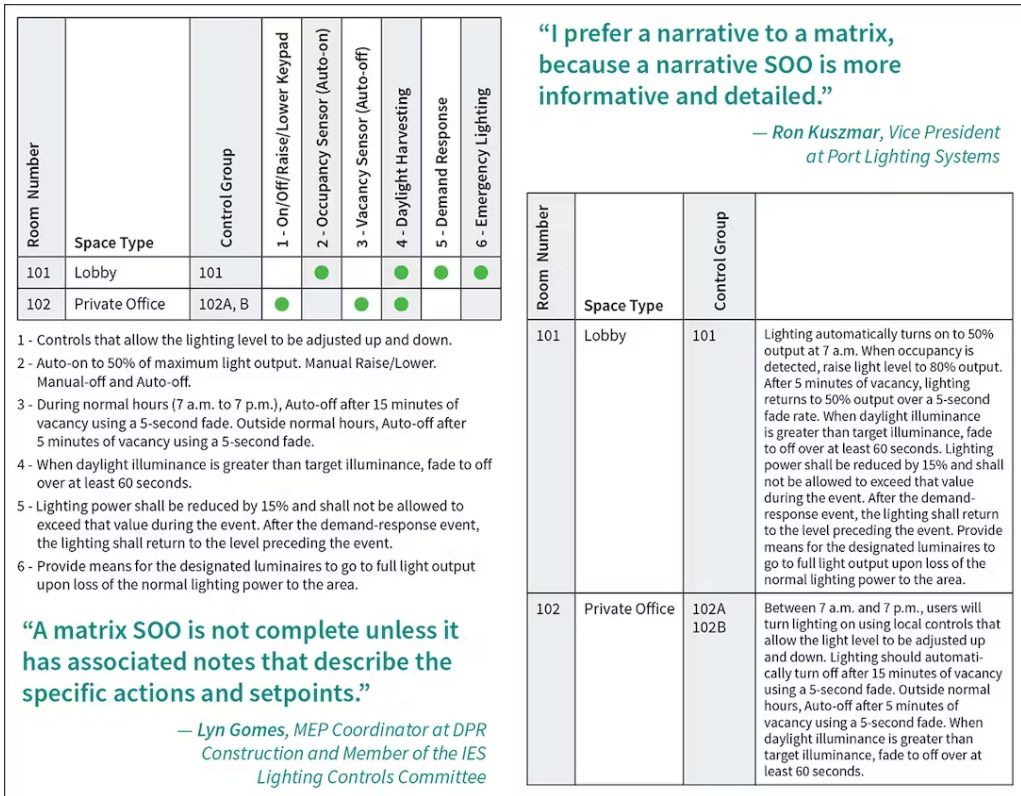 Room Number
Space Type
Control Group
1 - On/Off/Raise/Lower Keypad
2 - Occupancy Sensor (Auto-on)
3 - Vacancy Sensor (Auto-off)
4 - Daylight Harvesting
5 - Demand Response
6 - Emergency Lighting
101 Lobby 101
102 Private Office 102A, B
1 - Controls that allow the lighting level to be adjusted up and down.
2 - Auto-on to 50% of maximum light output. Manual Raise/Lower.
Manual-off and Auto-off.
3 - During normal hours (7 a.m. to 7 p.m.), Auto-off after 15 minutes of
vacancy using a 5-second fade. Outside normal hours, Auto-off after
5 minutes of vacancy using a 5-second fade.
4 - When daylight illuminance is greater than target illuminance, fade to off
over at least 60 seconds.
5 - Lighting power shall be reduced by 15% and shall not be allowed to
exceed that value during the event. After the demand-response event,
the lighting shall return to the level preceding the event.
6 - Provide means for the designated luminaires to go to full light output
upon loss of the normal lighting power to the area.
“A matrix SOO is not complete unless it
has associated notes that describe the
specific actions and setpoints.”
— Lyn Gomes, MEP Coordinator at DPR
Construction and Member of the IES
Lighting Controls Committee
“I prefer a narrative to a matrix,
because a narrative SOO is more
informative and detailed.”
— Ron Kuszmar, Vice President
at Port Lighting Systems
Room Number
Space Type
Control Group
101 Lobby 101
Lighting automatically turns on to 50%
output at 7 a.m. When occupancy is
detected, raise light level to 80% output.
After 5 minutes of vacancy, lighting
returns to 50% output over a 5-second
fade rate. When daylight illuminance
is greater than target illuminance, fade
to off over at least 60 seconds. Lighting
power shall be reduced by 15% and shall
not be allowed to exceed that value
during the event. After the demand-
response event, the lighting shall return
to the level preceding the event. Provide
means for the designated luminaires to
go to full light output upon loss of the
normal lighting power to the area.
102 Private Office 102A
102B
Between 7 a.m. and 7 p.m., users will
turn lighting on using local controls that
allow the light level to be adjusted up
and down. Lighting should automati-
cally turn off after 15 minutes of vacancy
using a 5-second fade. Outside normal
hours, Auto-off after 5 minutes of
vacancy using a 5-second fade. When
daylight illuminance is greater than
target illuminance, fade to off over at
least 60 seconds.